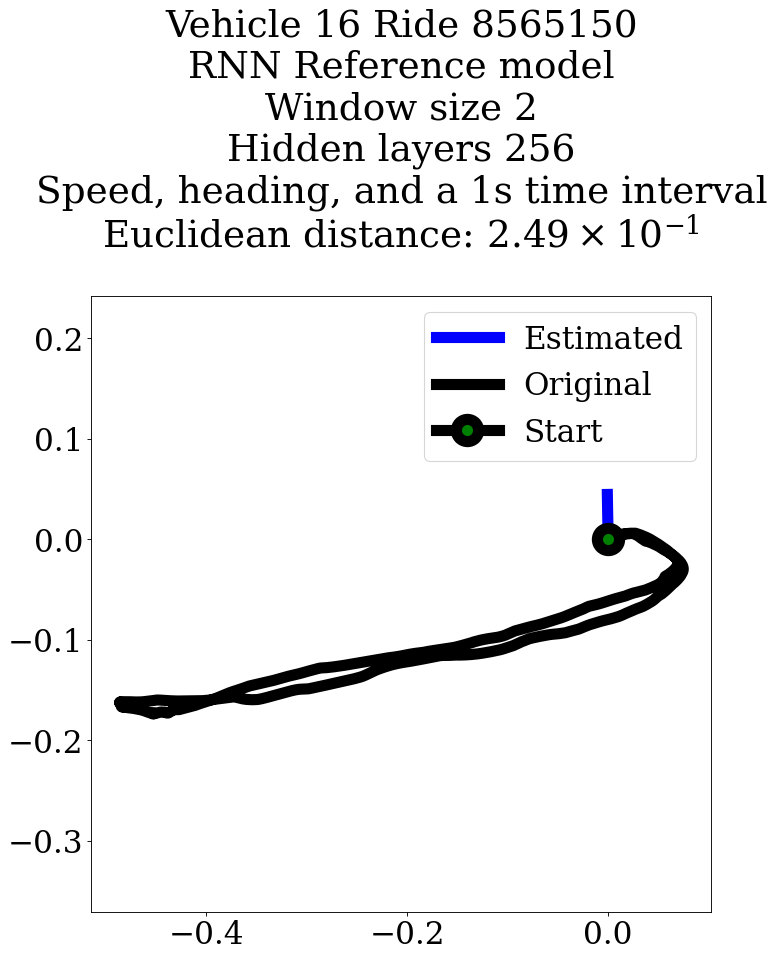 Vehicle 16 Ride 8565150
RNN Reference model
Window size 2
Hidden layers 256
Speed, heading, and a 1s time interval
Euclidean distance: 2.49 × 10⁻¹
Estimated
Original
Start
0.2
0.1
0.0
−0.1
−0.2
−0.3
−0.4
−0.2
0.0